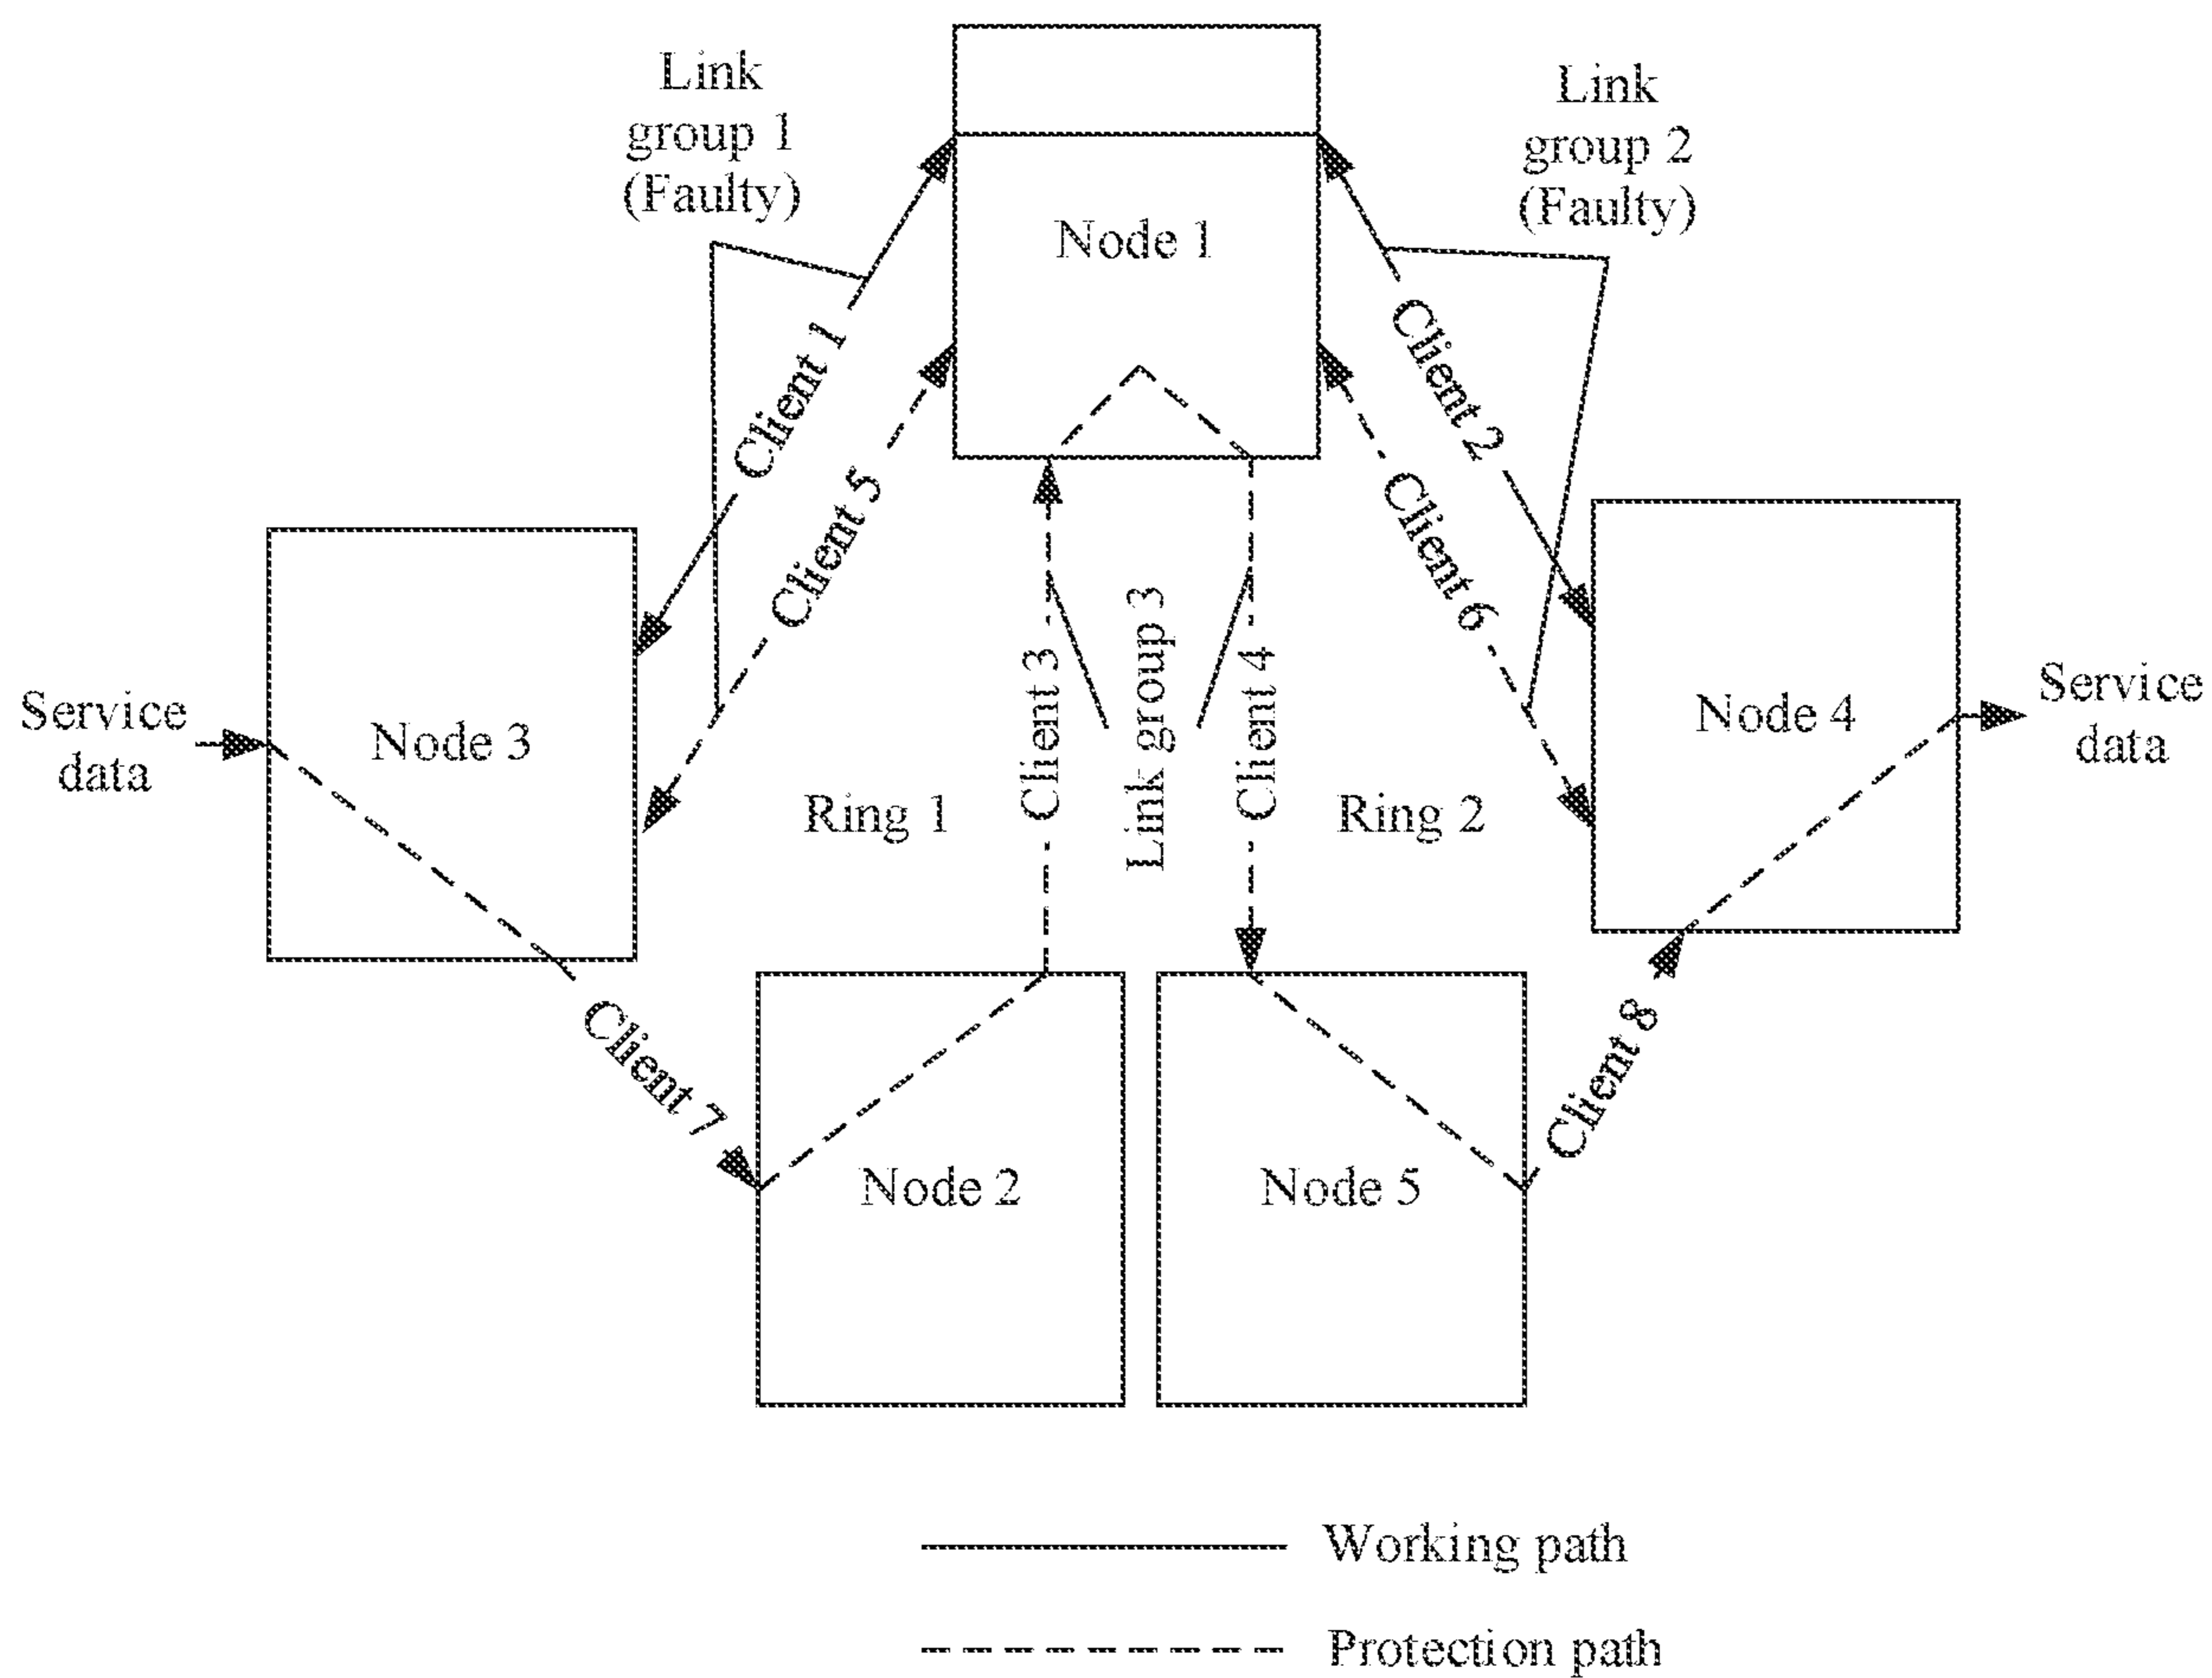 Link
group 1
(Faulty)
Link
group 2
(Faulty)
Node 1
Client 1
Client 2
Client 5
Client 6
Client 3
Link group 3
Client 4
Service
data
Node 3
Ring 1
Ring 2
Node 4
Service
data
Client 7
Client 8
Node 2
Node 5
Working path
Protection path